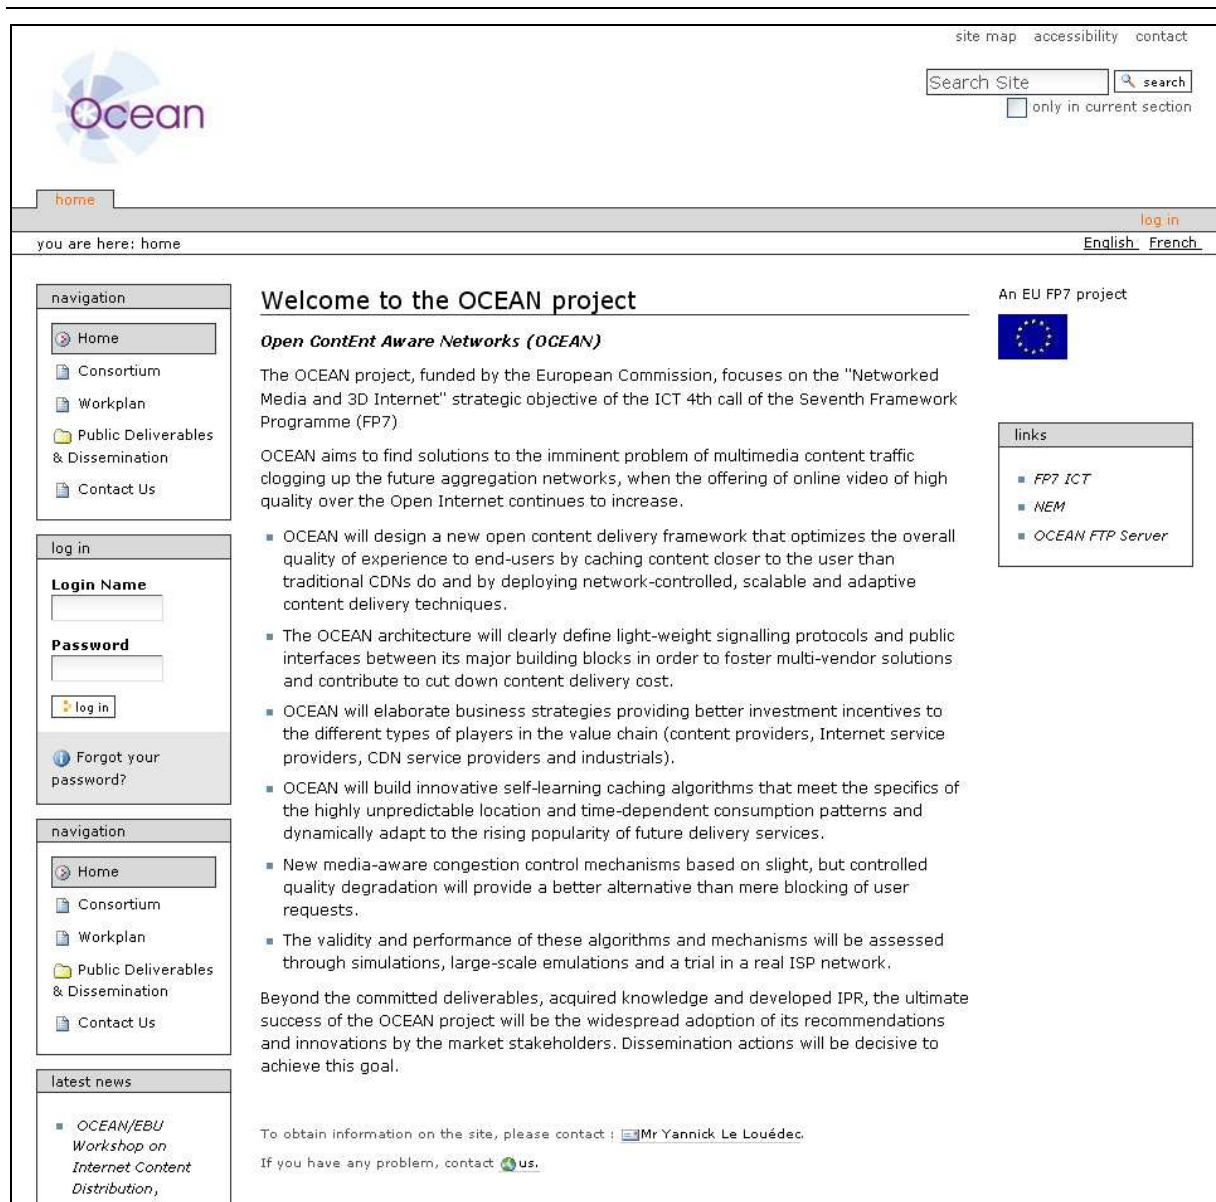 site map accessibility contact
Search Site search
only in current section
Ocean
home
log in
you are here: home
English French
navigation
Home
Consortium
Workplan
Public Deliverables
& Dissemination
Contact Us
log in
Login Name
Password
log in
Forgot your
password?
navigation
Home
Consortium
Workplan
Public Deliverables
& Dissemination
Contact Us
latest news
OCEAN/EBU
Workshop on
Internet Content
Distribution,
Welcome to the OCEAN project
Open ContEnt Aware Networks (OCEAN)
The OCEAN project, funded by the European Commission, focuses on the "Networked
Media and 3D Internet" strategic objective of the ICT 4th call of the Seventh Framework
Programme (FP7)
OCEAN aims to find solutions to the imminent problem of multimedia content traffic
clogging up the future aggregation networks, when the offering of online video of high
quality over the Open Internet continues to increase.
OCEAN will design a new open content delivery framework that optimizes the overall
quality of experience to end-users by caching content closer to the user than
traditional CDNs do and by deploying network-controlled, scalable and adaptive
content delivery techniques.
The OCEAN architecture will clearly define light-weight signalling protocols and public
interfaces between its major building blocks in order to foster multi-vendor solutions
and contribute to cut down content delivery cost.
OCEAN will elaborate business strategies providing better investment incentives to
the different types of players in the value chain (content providers, Internet service
providers, CDN service providers and industrials).
OCEAN will build innovative self-learning caching algorithms that meet the specifics of
the highly unpredictable location and time-dependent consumption patterns and
dynamically adapt to the rising popularity of future delivery services.
New media-aware congestion control mechanisms based on slight, but controlled
quality degradation will provide a better alternative than mere blocking of user
requests.
The validity and performance of these algorithms and mechanisms will be assessed
through simulations, large-scale emulations and a trial in a real ISP network.
Beyond the committed deliverables, acquired knowledge and developed IPR, the ultimate
success of the OCEAN project will be the widespread adoption of its recommendations
and innovations by the market stakeholders. Dissemination actions will be decisive to
achieve this goal.
To obtain information on the site, please contact : Mr Yannick Le Louédec.
If you have any problem, contact us.
An EU FP7 project
links
FP7 ICT
NEM
OCEAN FTP Server